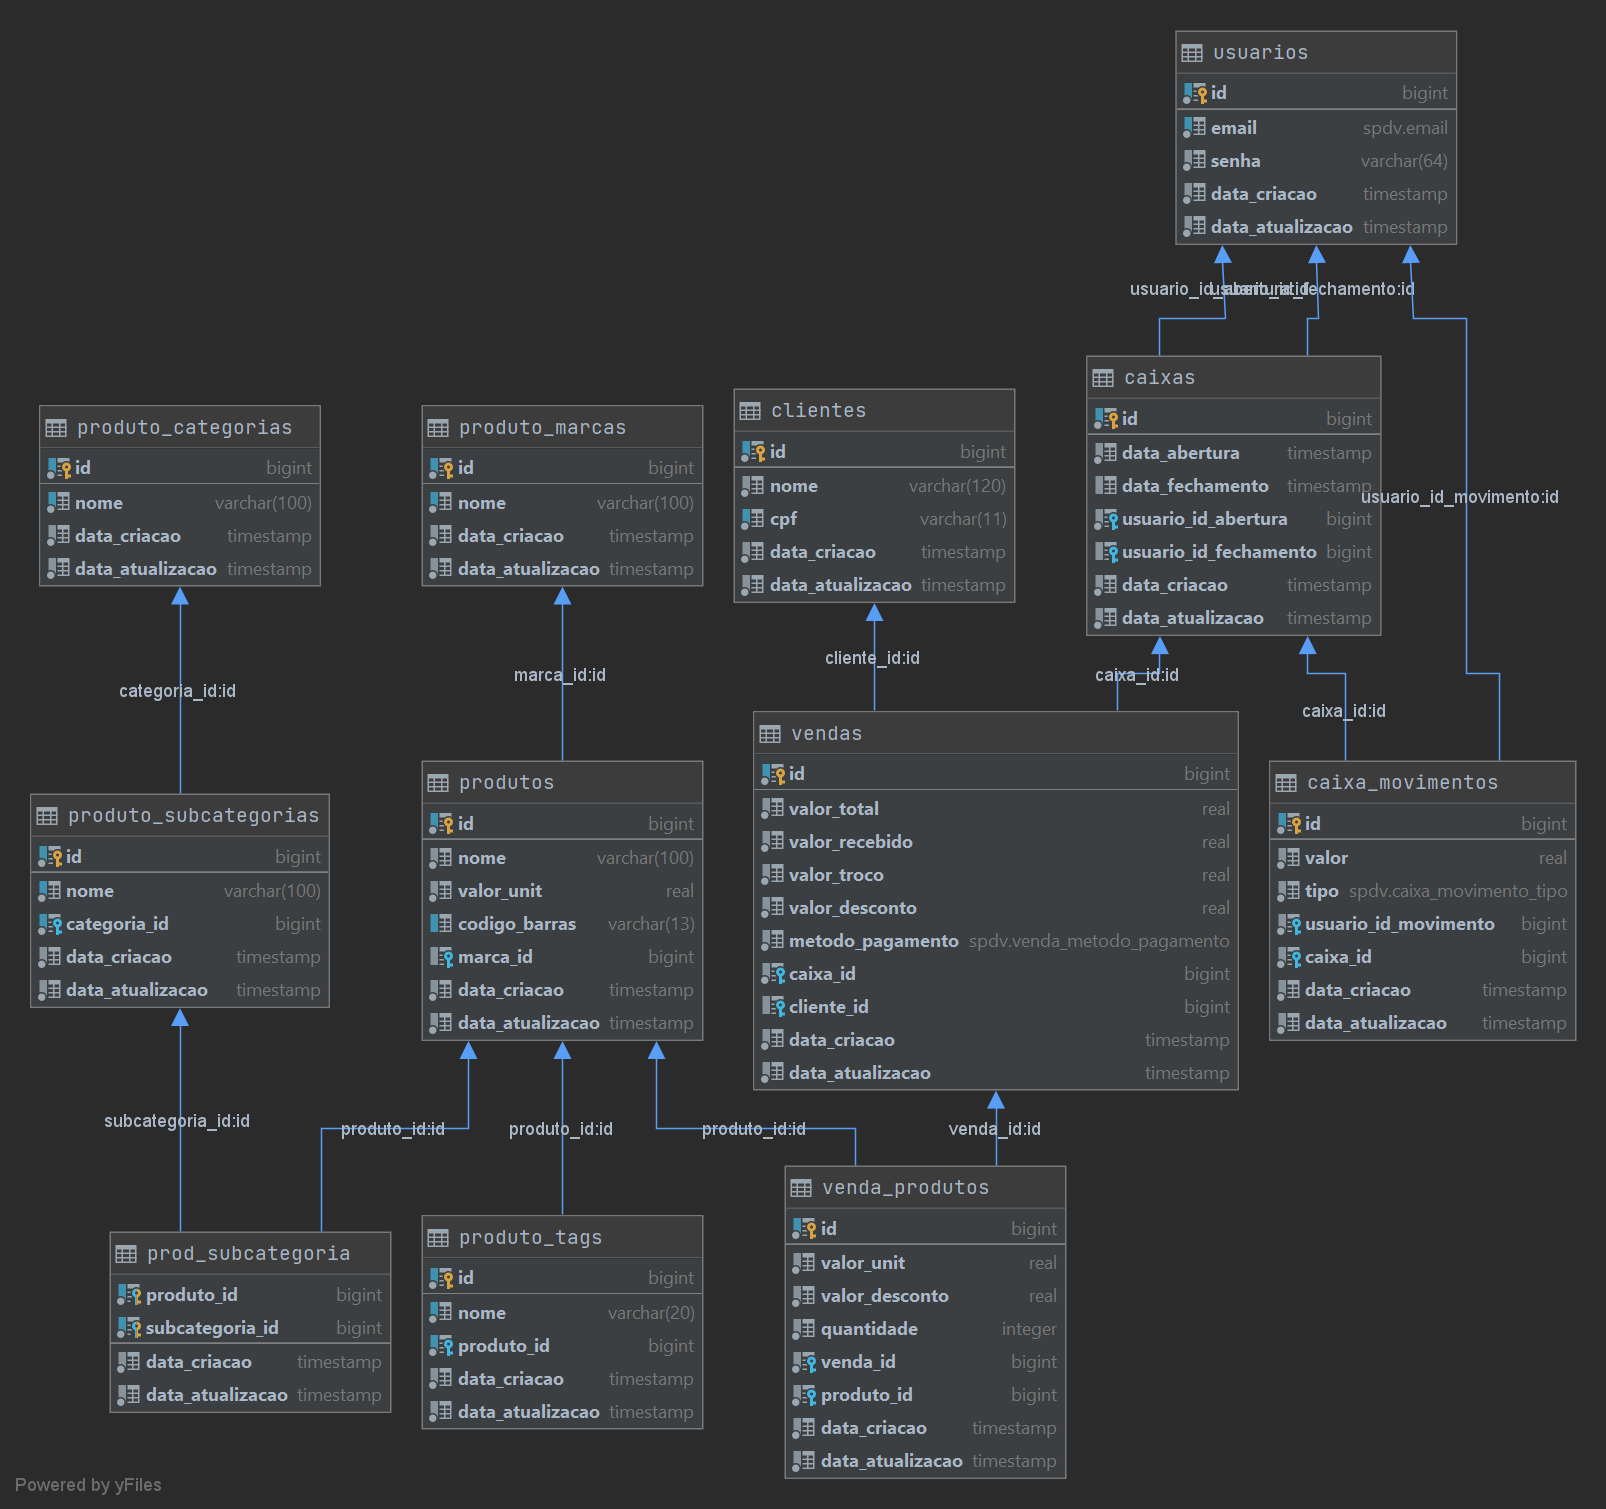 usuarios
id bigint
email spdv.email
senha varchar(64)
data_criacao timestamp
data_atualizacao timestamp
usuario_id_abertura:id
usuario_id_fechamento:id
usuario_id_movimento:id
caixas
id bigint
data_abertura timestamp
data_fechamento timestamp
usuario_id_abertura bigint
usuario_id_fechamento bigint
data_criacao timestamp
data_atualizacao timestamp
produto_categorias
id bigint
nome varchar(100)
data_criacao timestamp
data_atualizacao timestamp
produto_marcas
id bigint
nome varchar(100)
data_criacao timestamp
data_atualizacao timestamp
clientes
id bigint
nome varchar(120)
cpf varchar(11)
data_criacao timestamp
data_atualizacao timestamp
categoria_id:id
marca_id:id
cliente_id:id
caixa_id:id
caixa_id:id
produto_subcategorias
id bigint
nome varchar(100)
categoria_id bigint
data_criacao timestamp
data_atualizacao timestamp
produtos
id bigint
nome varchar(100)
valor_unit real
codigo_barras varchar(13)
marca_id bigint
data_criacao timestamp
data_atualizacao timestamp
vendas
id bigint
valor_total real
valor_recebido real
valor_troco real
valor_desconto real
metodo_pagamento spdv.venda_metodo_pagamento
caixa_id bigint
cliente_id bigint
data_criacao timestamp
data_atualizacao timestamp
caixa_movimentos
id bigint
valor real
tipo spdv.caixa_movimento_tipo
usuario_id_movimento bigint
caixa_id bigint
data_criacao timestamp
data_atualizacao timestamp
subcategoria_id:id
produto_id:id
produto_id:id
produto_id:id
venda_id:id
prod_subcategoria
produto_id bigint
subcategoria_id bigint
data_criacao timestamp
data_atualizacao timestamp
produto_tags
id bigint
nome varchar(20)
produto_id bigint
data_criacao timestamp
data_atualizacao timestamp
venda_produtos
id bigint
valor_unit real
valor_desconto real
quantidade integer
venda_id bigint
produto_id bigint
data_criacao timestamp
data_atualizacao timestamp
Powered by yFiles